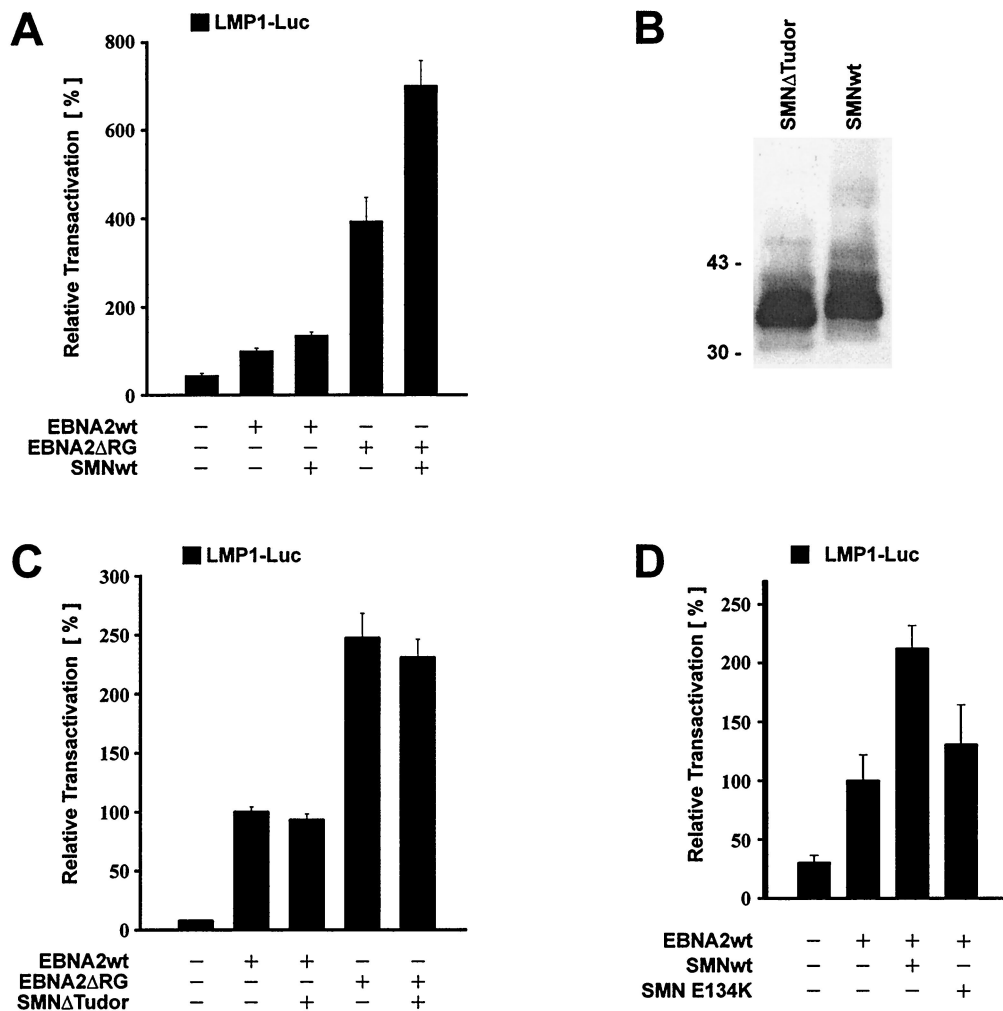 A
LMP1-Luc
Relative Transactivation [ % ]
800
600
400
200
0
EBNA2wt − + + − −
EBNA2ΔRG − − − + +
SMNwt − − + − +
B
SMNΔTudor
SMNwt
43 -
30 -
C
LMP1-Luc
Relative Transactivation [ % ]
300
250
200
150
100
50
0
EBNA2wt − + + − −
EBNA2ΔRG − − − + +
SMNΔTudor − − + − +
D
LMP1-Luc
Relative Transactivation [ % ]
250
200
150
100
50
0
EBNA2wt − + + +
SMNwt − − + −
SMN E134K − − − +